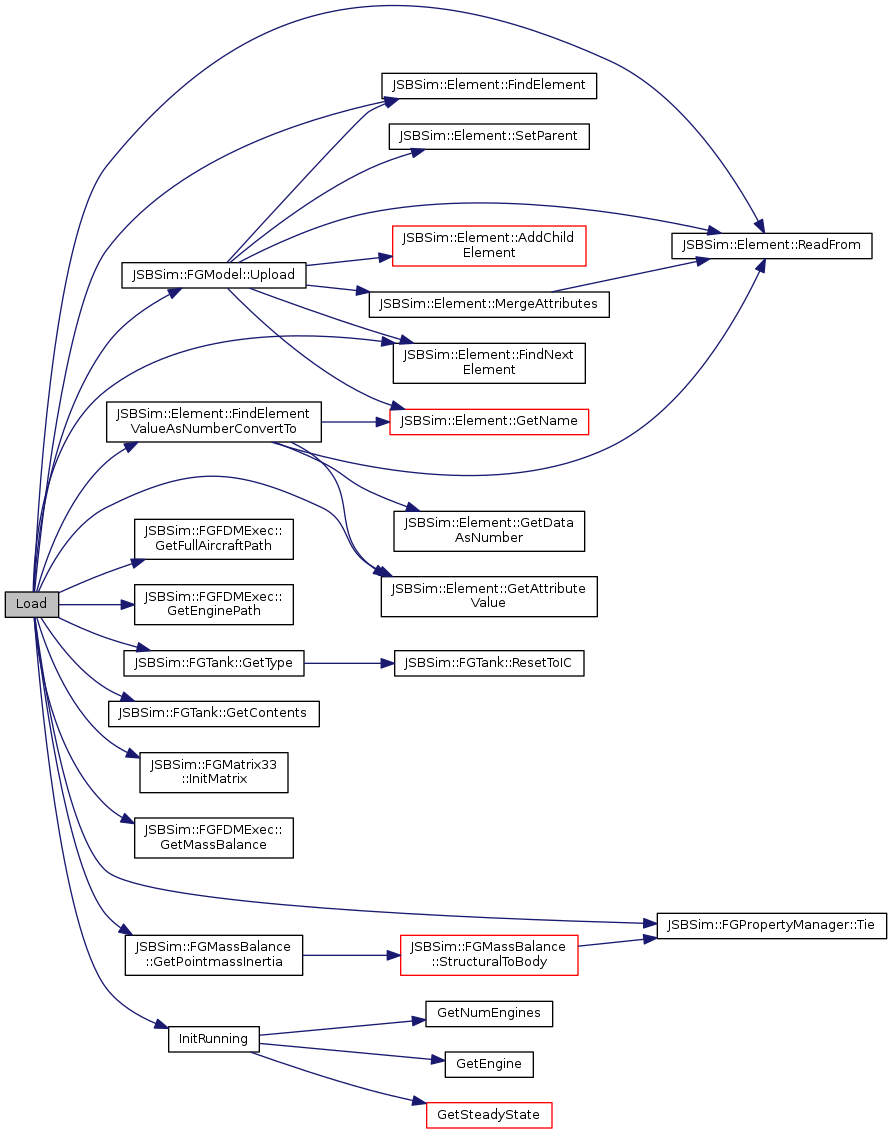 JSBSim::Element::FindElement
JSBSim::Element::SetParent
JSBSim::Element::AddChild
Element
JSBSim::Element::ReadFrom
JSBSim::FGModel::Upload
JSBSim::Element::MergeAttributes
JSBSim::Element::FindNext
Element
JSBSim::Element::FindElement
ValueAsNumberConvertTo
JSBSim::Element::GetName
JSBSim::Element::GetData
AsNumber
JSBSim::FGFDMExec::
GetFullAircraftPath
JSBSim::Element::GetAttribute
Value
Load
JSBSim::FGFDMExec::
GetEnginePath
JSBSim::FGTank::GetType
JSBSim::FGTank::ResetToIC
JSBSim::FGTank::GetContents
JSBSim::FGMatrix33
::InitMatrix
JSBSim::FGFDMExec::
GetMassBalance
JSBSim::FGPropertyManager::Tie
JSBSim::FGMassBalance
::GetPointmassInertia
JSBSim::FGMassBalance
::StructuralToBody
GetNumEngines
InitRunning
GetEngine
GetSteadyState